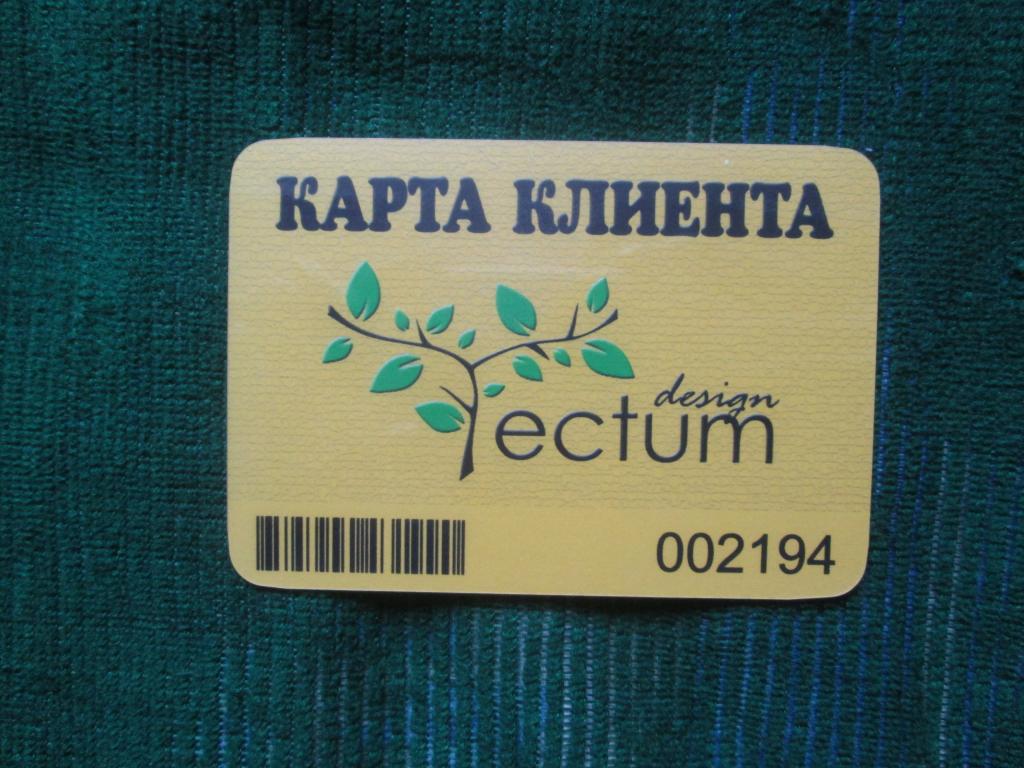 КАРТА КЛИЕНТА
design
Tectum
002194